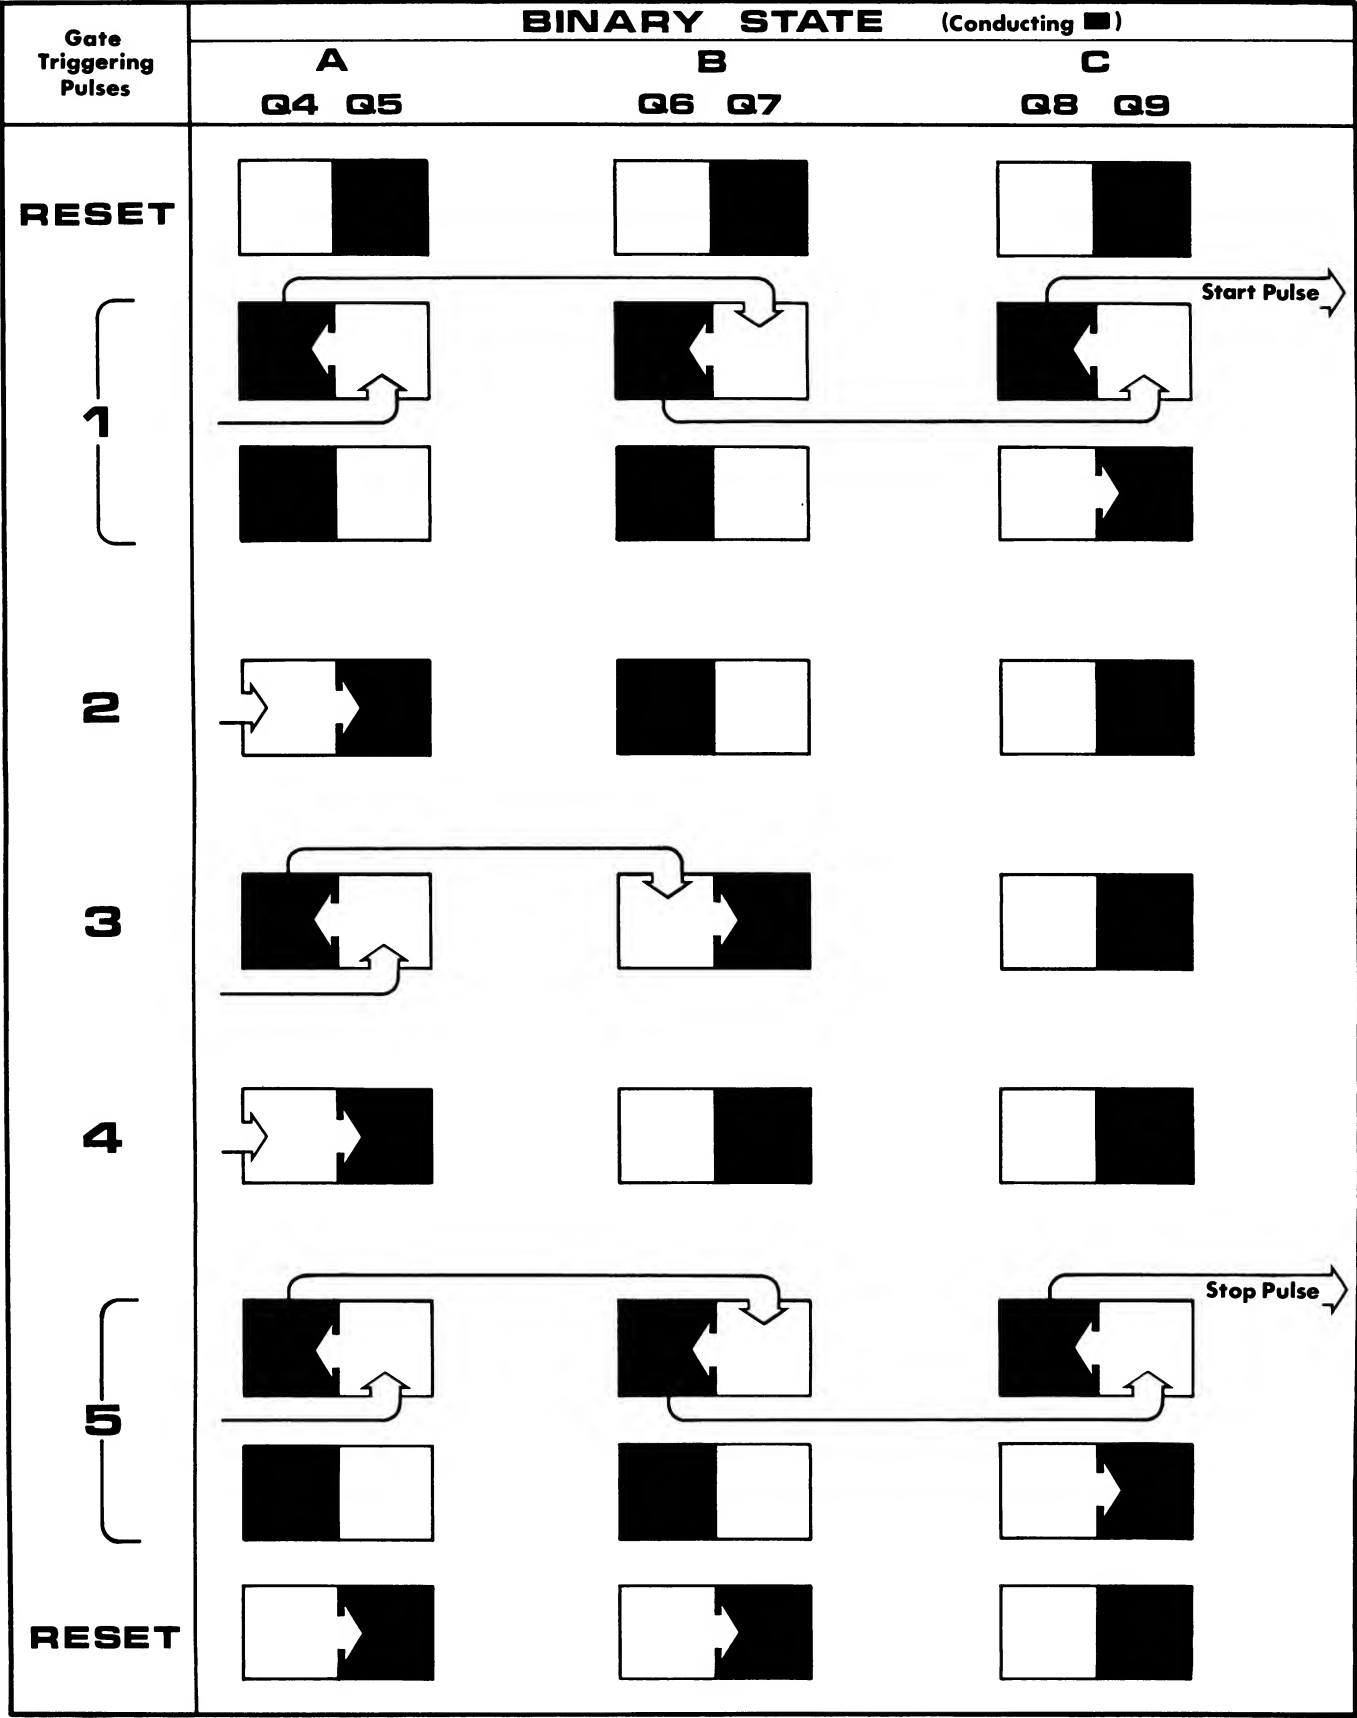 BINARY STATE (Conducting ■)
Gate
Triggering
Pulses
A B C
Q4 Q5 Q6 Q7 Q8 Q9
RESET
Start Pulse
1
2
3
4
Stop Pulse
5
RESET